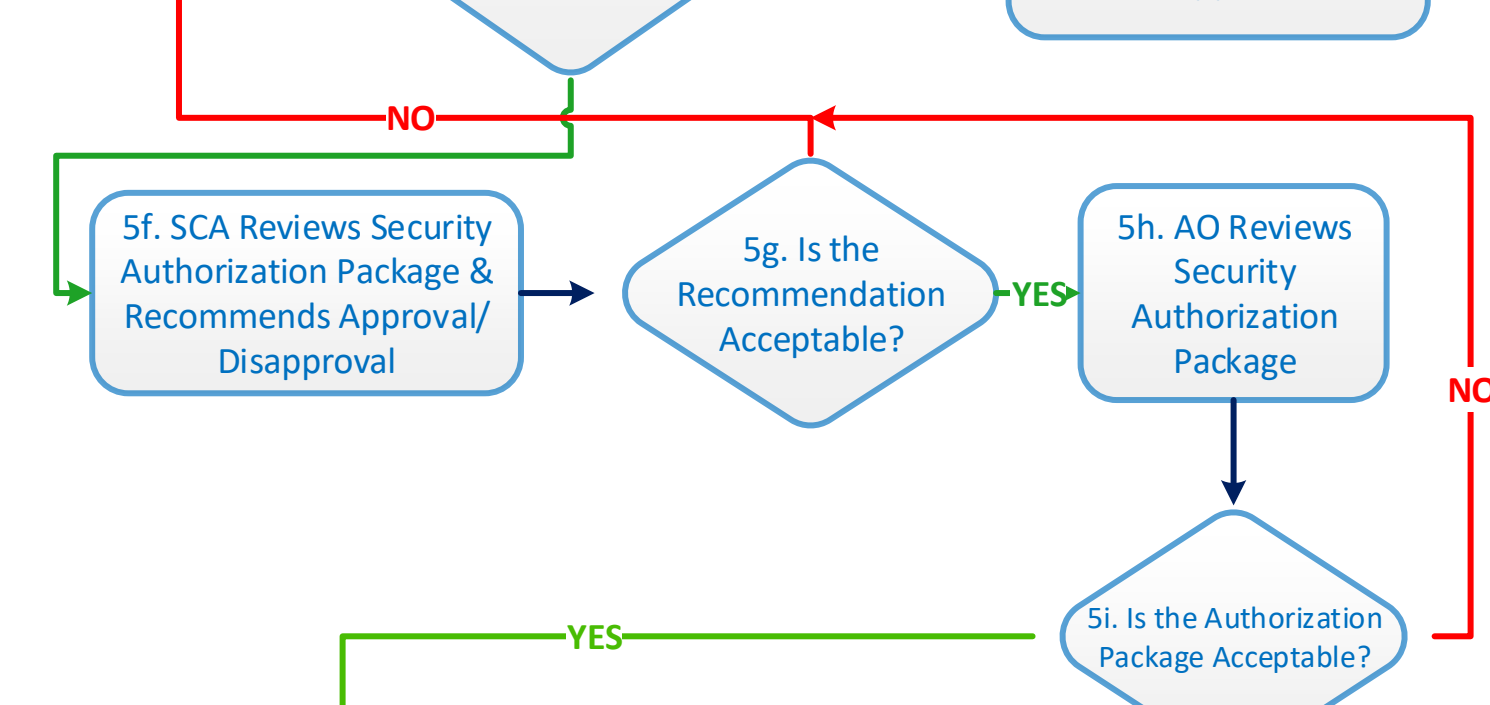 NO
5f. SCA Reviews Security
Authorization Package &
Recommends Approval/
Disapproval
5g. Is the
Recommendation
Acceptable?
YES
5h. AO Reviews
Security
Authorization
Package
NO
YES
5i. Is the Authorization
Package Acceptable?